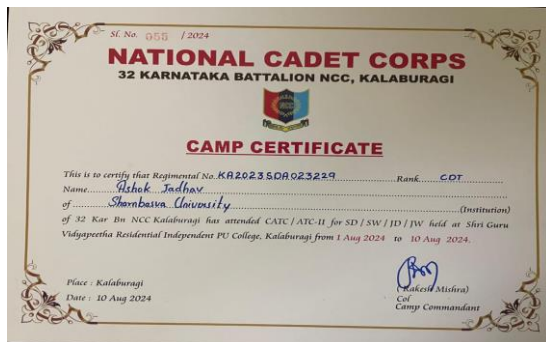 Sl. No. 055 / 2024
NATIONAL CADET CORPS
32 KARNATAKA BATTALION NCC, KALABURAGI
NCC
CAMP CERTIFICATE
This is to certify that Regimental No. KA2023SDA023229 Rank CDT
Name Ashok Jadhav
of Sharnbasva University (Institution)
of 32 Kar Bn NCC Kalaburagi has attended CATC / ATC-II for SD / SW / JD / JW held at Shri Guru
Vidyapeetha Residential Independent PU College, Kalaburagi from 1 Aug 2024 to 10 Aug 2024.
Place : Kalaburagi
Date : 10 Aug 2024
(Rakesh Mishra)
Col
Camp Commandant